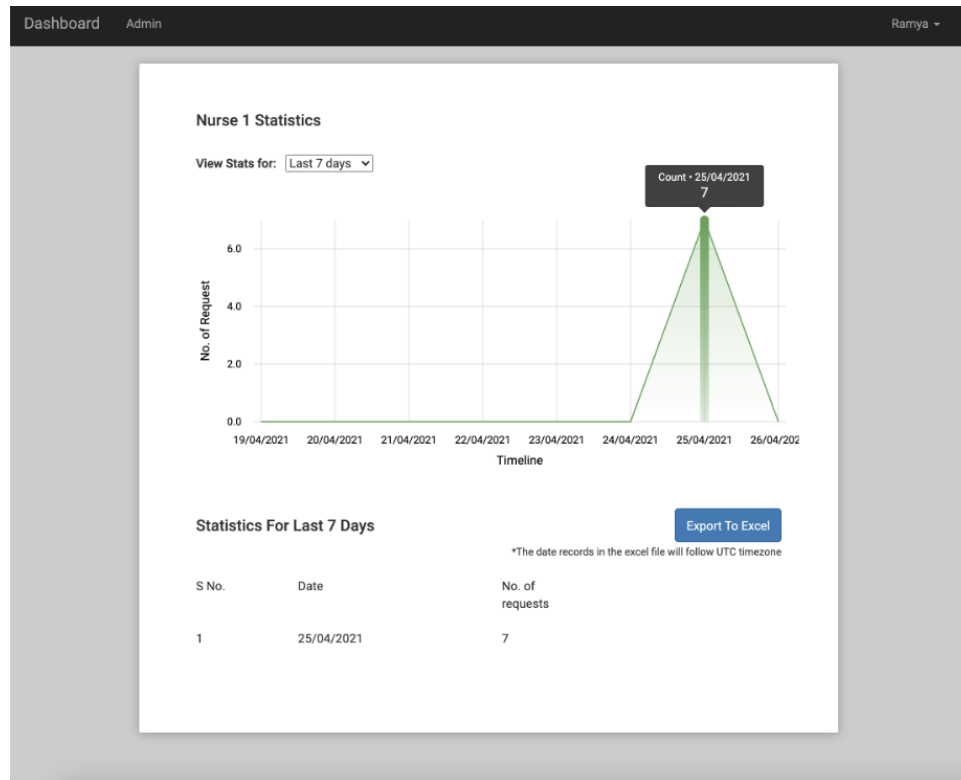 Dashboard Admin Ramya
Nurse 1 Statistics
View Stats for: Last 7 days
Count • 25/04/2021
7
No. of Request
6.0
4.0
2.0
0.0
19/04/2021 20/04/2021 21/04/2021 22/04/2021 23/04/2021 24/04/2021 25/04/2021 26/04/202
Timeline
Statistics For Last 7 Days Export To Excel
*The date records in the excel file will follow UTC timezone
S No. Date No. of
requests
1 25/04/2021 7